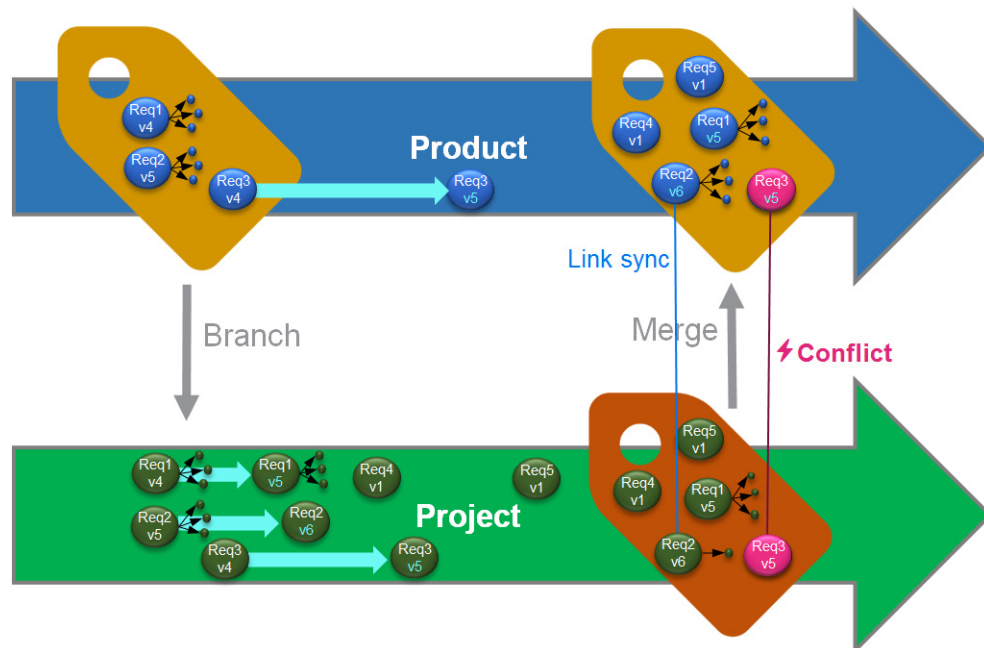 Req1
v4
Req2
v5
Req3
v4
Product
Req3
v5
Req5
v1
Req4
v1
Req1
v5
Req2
v6
Req3
v5
Link sync
Branch
Merge
Conflict
Req1
v4
Req1
v5
Req4
v1
Req5
v1
Req2
v5
Req2
v6
Project
Req3
v4
Req3
v5
Req5
v1
Req4
v1
Req1
v5
Req2
v6
Req3
v5